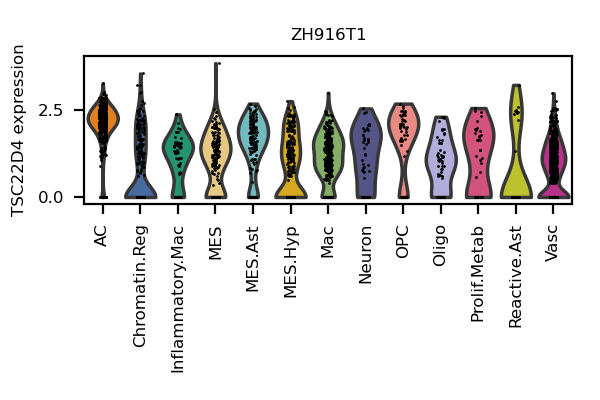 ZH916T1
TSC22D4 expression
2.5
0.0
AC
Chromatin.Reg
Inflammatory.Mac
MES
MES.Ast
MES.Hyp
Mac
Neuron
OPC
Oligo
Prolif.Metab
Reactive.Ast
Vasc